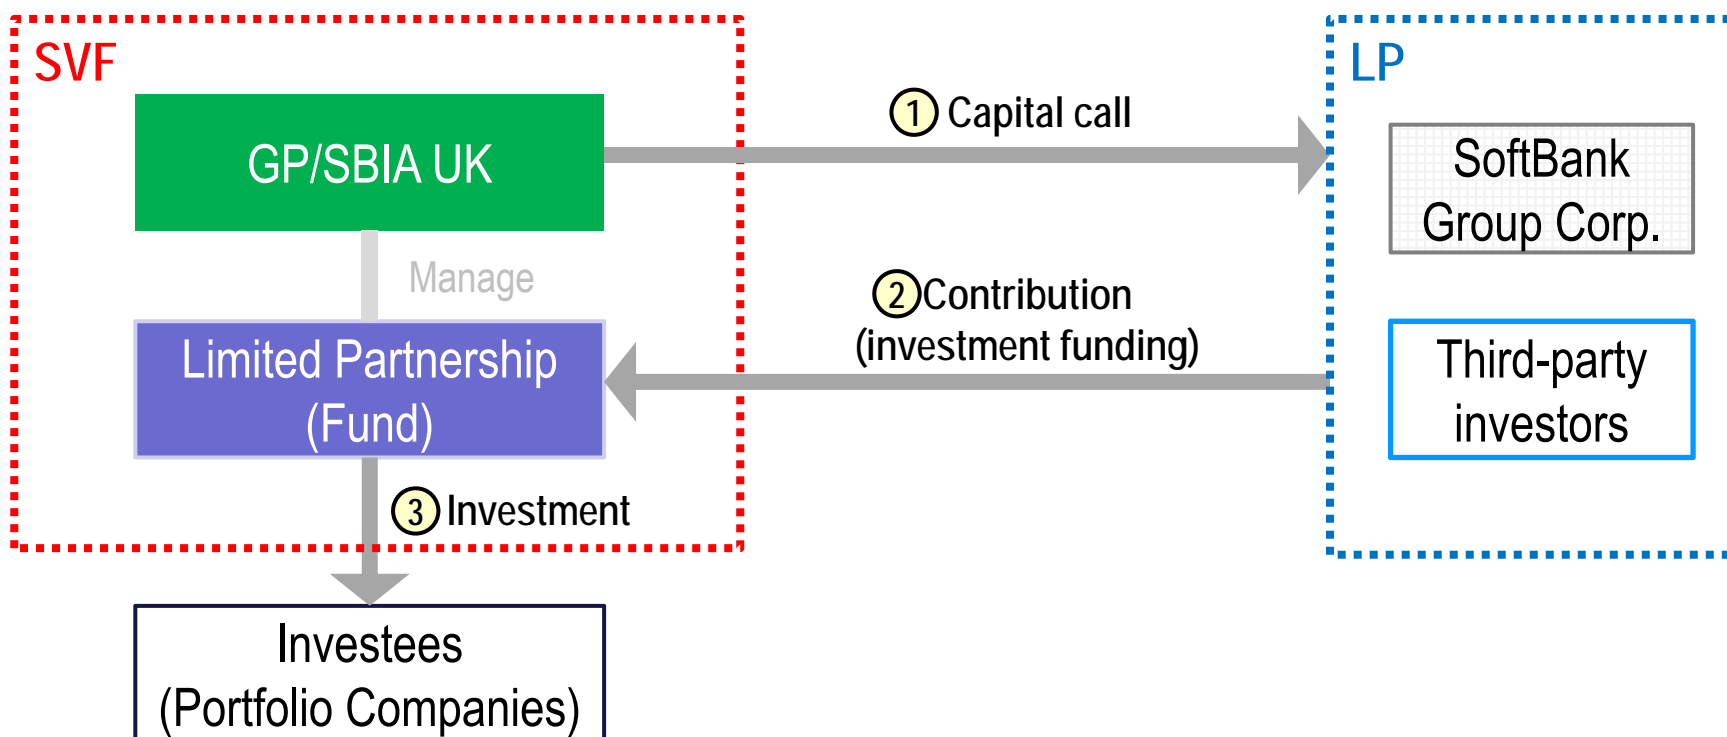 SVF
LP
GP/SBIA UK
1 Capital call
SoftBank
Group Corp.
Manage
2 Contribution
(investment funding)
Limited Partnership
(Fund)
Third-party
investors
3 Investment
Investees
(Portfolio Companies)